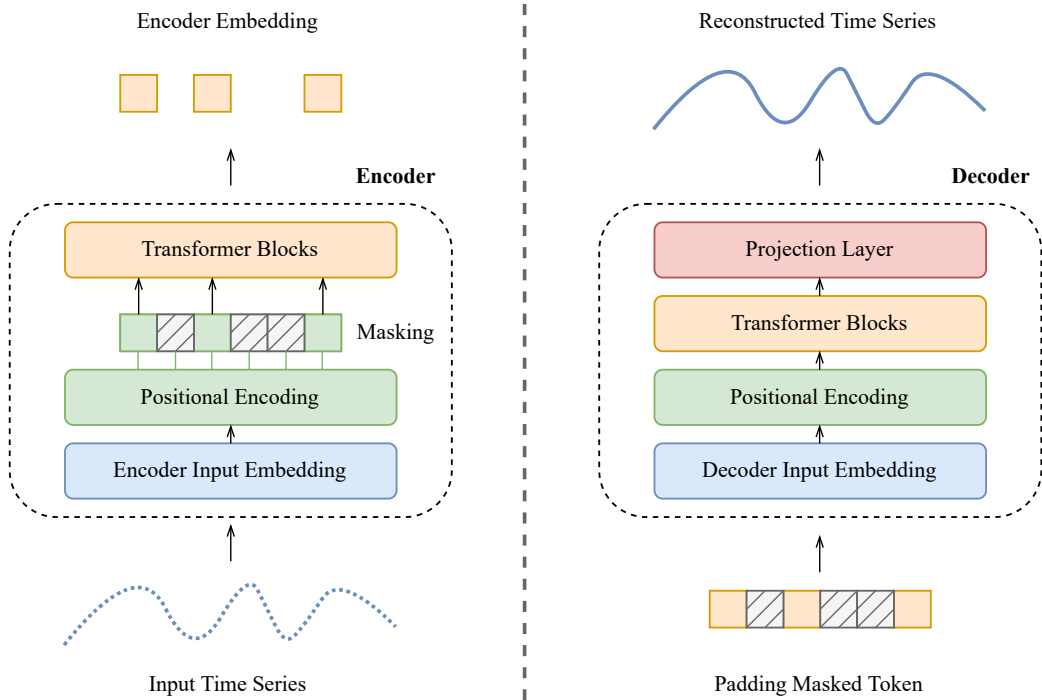 Encoder Embedding
Encoder
Transformer Blocks
Masking
Positional Encoding
Encoder Input Embedding
Input Time Series
Reconstructed Time Series
Decoder
Projection Layer
Transformer Blocks
Positional Encoding
Decoder Input Embedding
Padding Masked Token